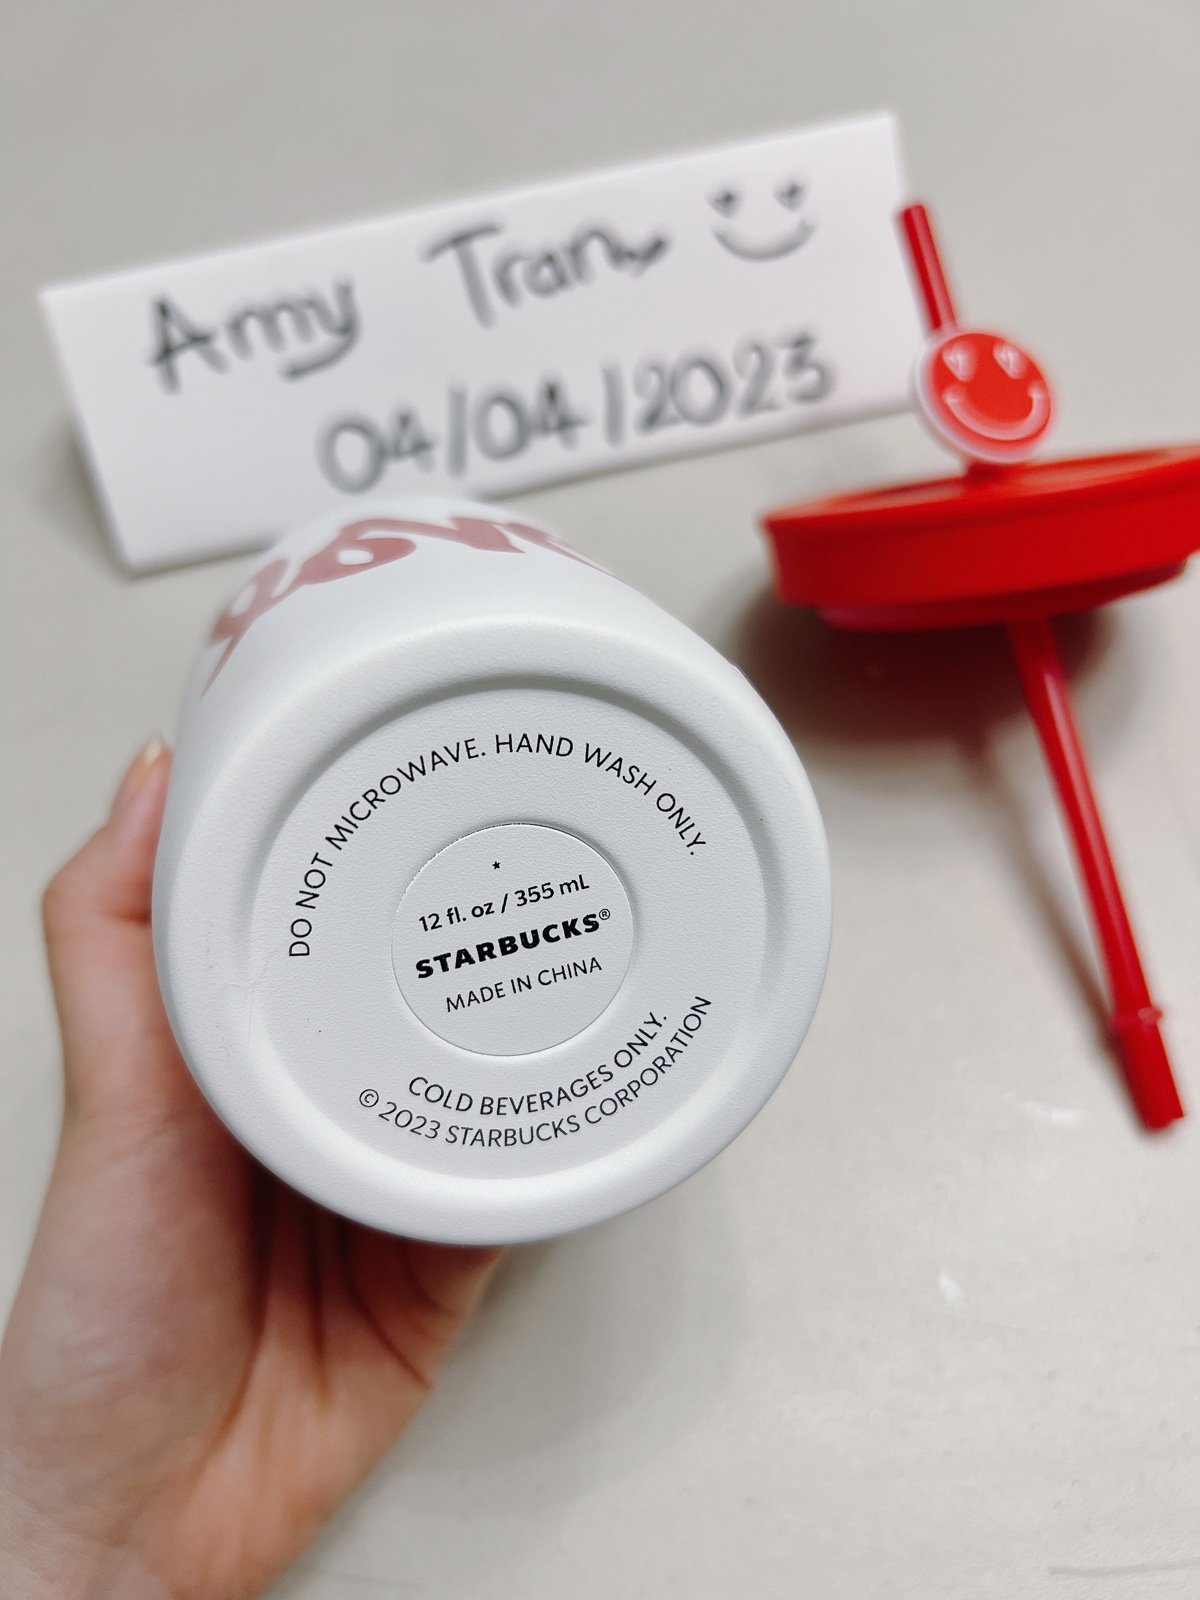 Amy Tran
04/04/2023
Love
DO NOT MICROWAVE. HAND WASH ONLY.
12 fl. oz / 355 mL
STARBUCKS®
MADE IN CHINA
COLD BEVERAGES ONLY.
© 2023 STARBUCKS CORPORATION